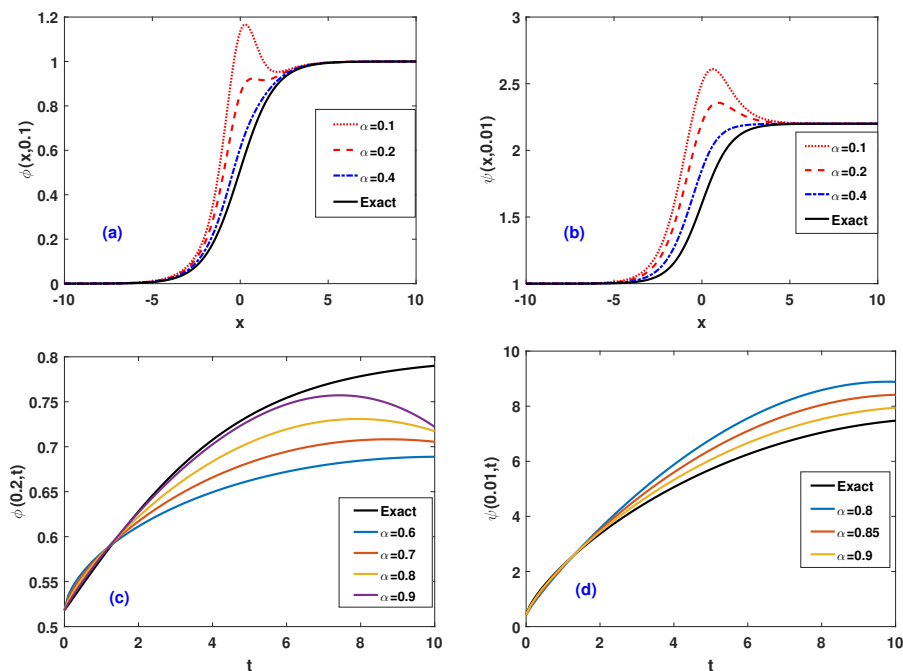 1.2
1
0.8
0.6
0.4
0.2
0
ϕ(x,0.1)
α=0.1
α=0.2
α=0.4
Exact
(a)
-10 -5 0 5 10
x
3
2.5
2
1.5
1
ψ(x,0.01)
α=0.1
α=0.2
α=0.4
Exact
(b)
-10 -5 0 5 10
x
0.8
0.75
0.7
0.65
0.6
0.55
0.5
ϕ(0.2,t)
Exact
α=0.6
α=0.7
α=0.8
α=0.9
(c)
0 2 4 6 8 10
t
10
8
6
4
2
0
ψ(0.01,t)
Exact
α=0.8
α=0.85
α=0.9
(d)
0 2 4 6 8 10
t